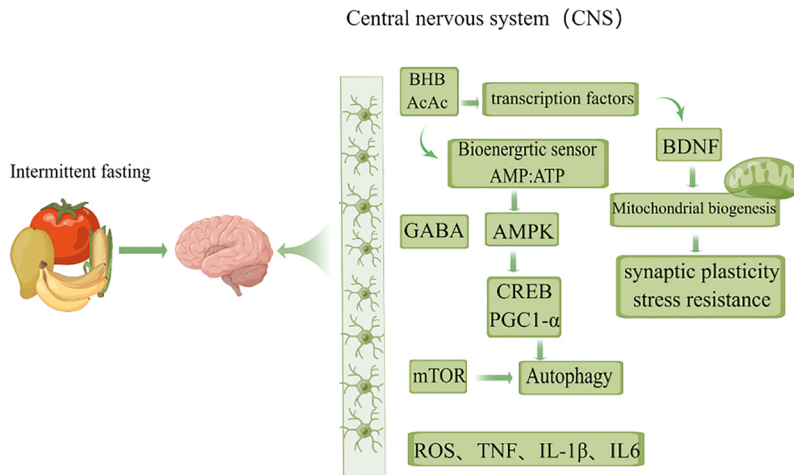 Central nervous system（CNS）
Intermittent fasting
BHB
AcAc
transcription factors
BDNF
Bioenergrtic sensor
AMP:ATP
Mitochondrial biogenesis
GABA
AMPK
synaptic plasticity
stress resistance
CREB
PGC1-α
mTOR
Autophagy
ROS、TNF、IL-1β、IL6